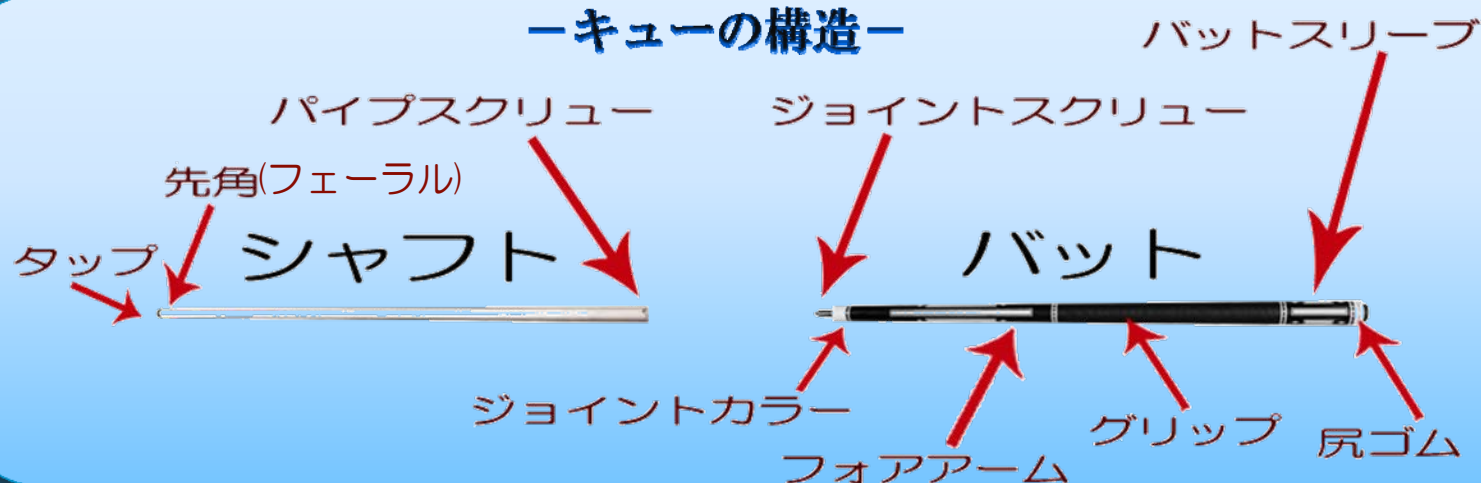 －キューの構造－
バットスリーブ
パイプスクリュー
ジョイントスクリュー
先角(フェーラル)
タップ
シャフト
バット
ジョイントカラー
フォアアーム
グリップ
尻ゴム